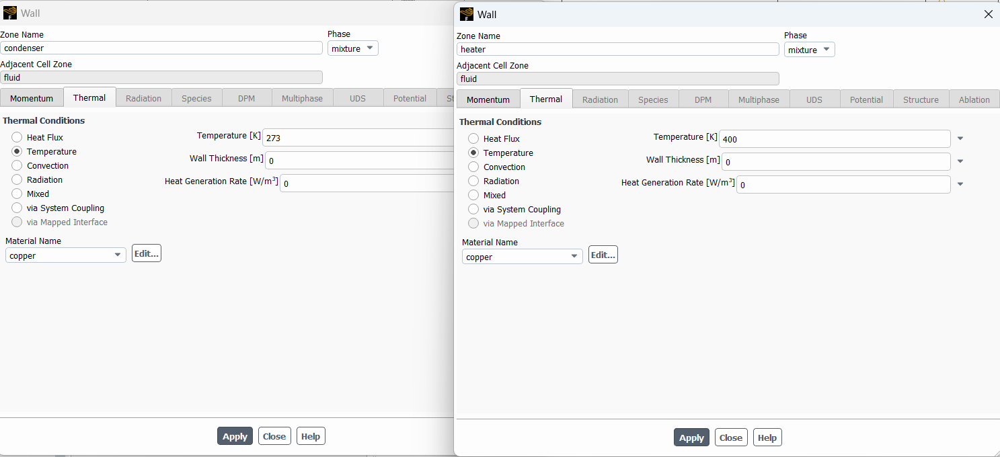 Wall
Zone Name
Phase
condenser
mixture
Adjacent Cell Zone
fluid
Momentum Thermal Radiation Species DPM Multiphase UDS Potential St
Thermal Conditions
Heat Flux
Temperature
Convection
Radiation
Mixed
via System Coupling
via Mapped Interface
Temperature [K] 273
Wall Thickness [m] 0
Heat Generation Rate [W/m³] 0
Material Name
copper
Edit...
Apply Close Help
Wall
Zone Name
Phase
heater
mixture
Adjacent Cell Zone
fluid
Momentum Thermal Radiation Species DPM Multiphase UDS Potential Structure Ablation
Thermal Conditions
Heat Flux
Temperature
Convection
Radiation
Mixed
via System Coupling
via Mapped Interface
Temperature [K] 400
Wall Thickness [m] 0
Heat Generation Rate [W/m³] 0
Material Name
copper
Edit...
Apply Close Help